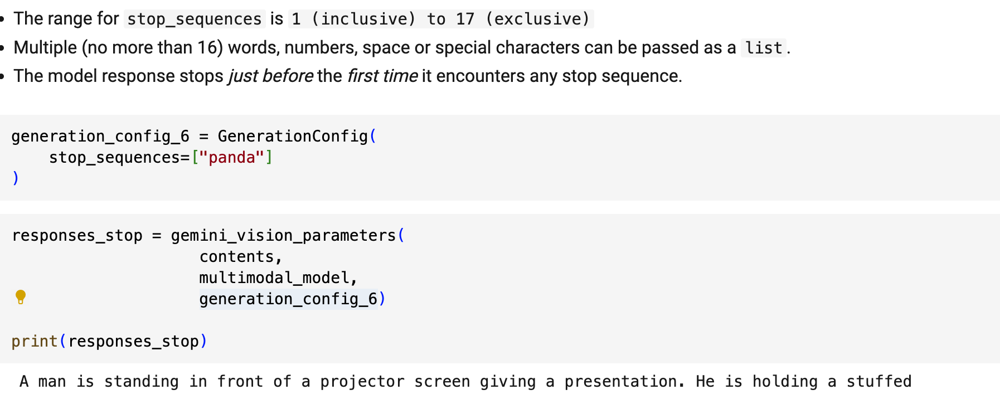 • The range for stop_sequences is 1 (inclusive) to 17 (exclusive)
• Multiple (no more than 16) words, numbers, space or special characters can be passed as a list.
• The model response stops just before the first time it encounters any stop sequence.
generation_config_6 = GenerationConfig(
    stop_sequences=["panda"]
)
responses_stop = gemini_vision_parameters(
                    contents,
                    multimodal_model,
                    generation_config_6)
print(responses_stop)
A man is standing in front of a projector screen giving a presentation. He is holding a stuffed